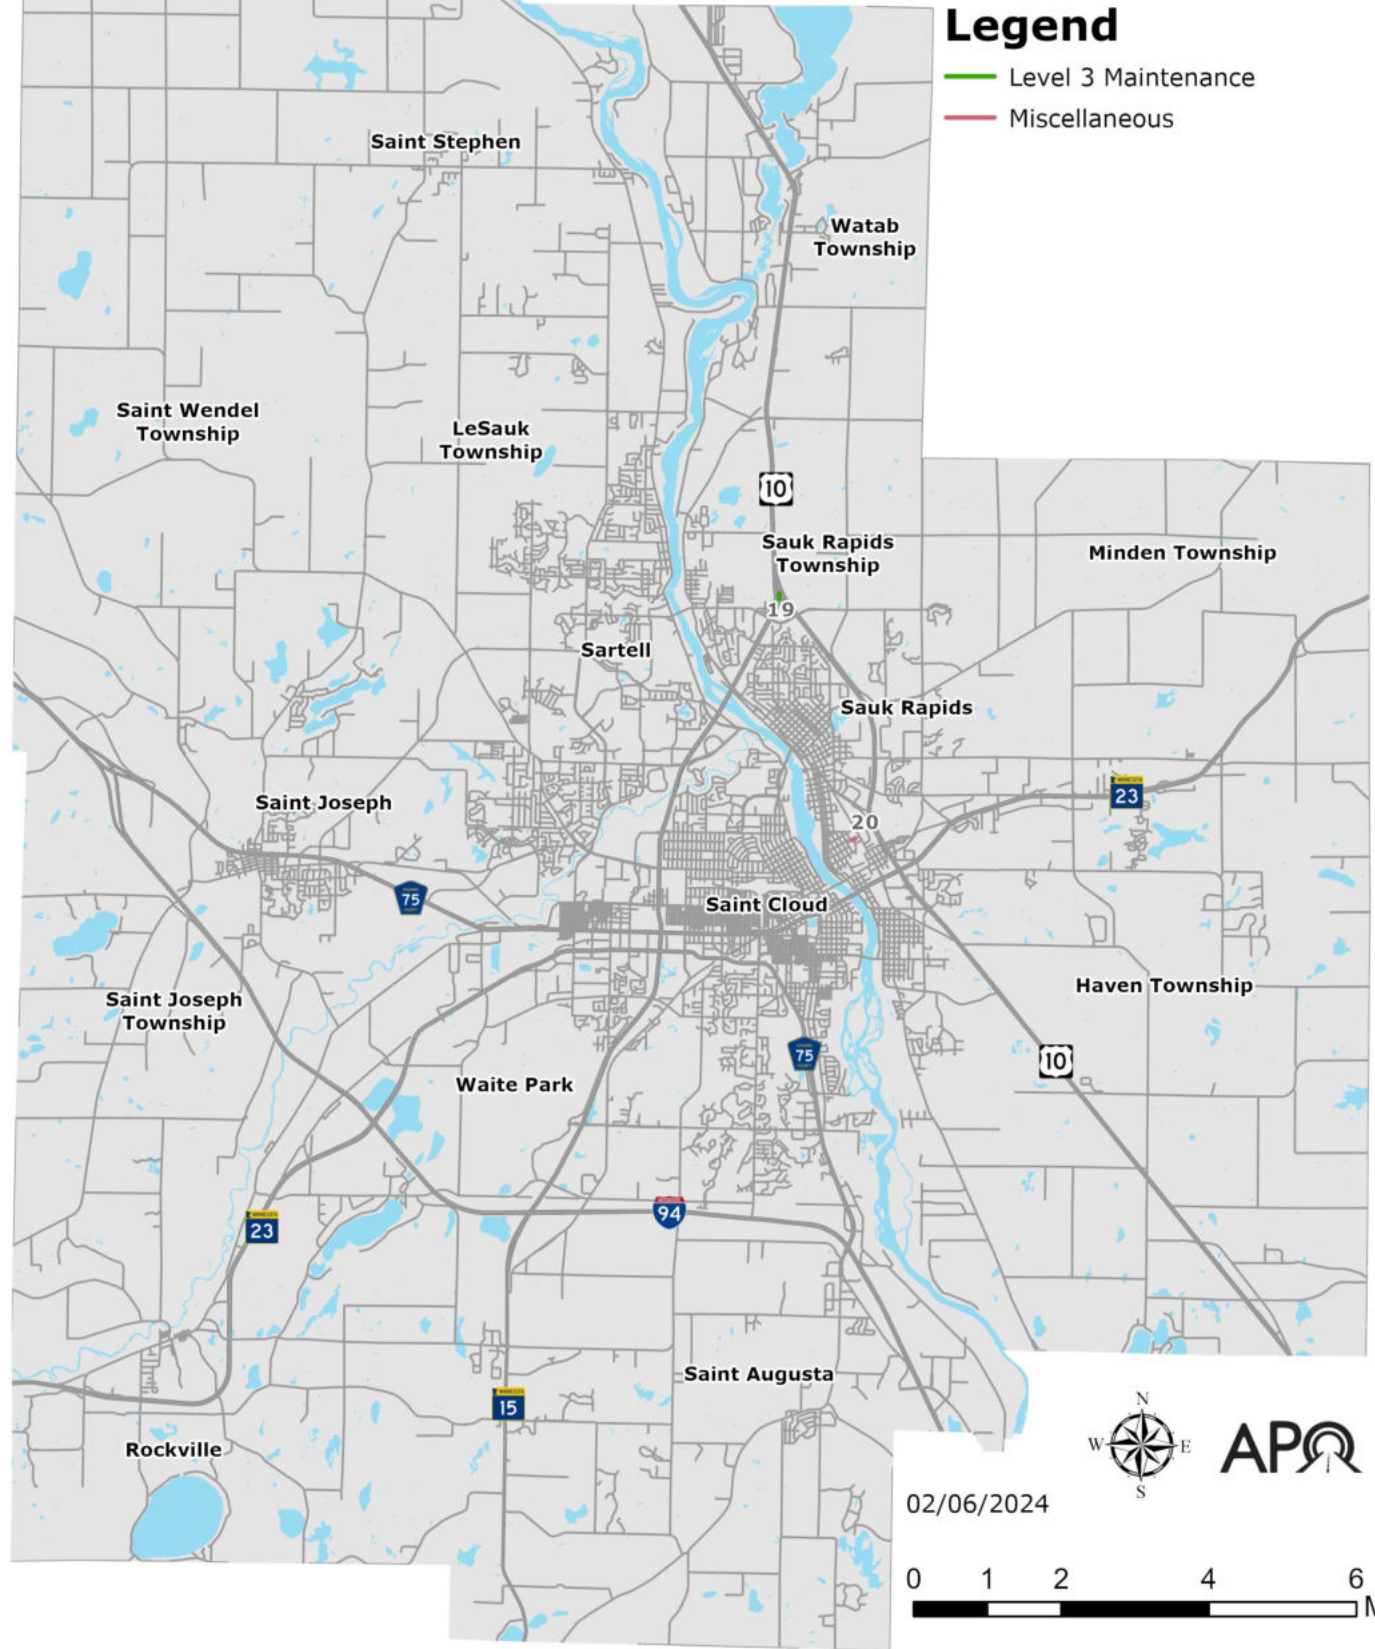 Legend
Level 3 Maintenance
Miscellaneous
Saint Stephen
Watab
Township
Saint Wendel
Township
LeSauk
Township
10
Sauk Rapids
Township
Minden Township
19
Sartell
Sauk Rapids
23
Saint Joseph
20
75
Saint Cloud
Saint Joseph
Township
Haven Township
75
10
Waite Park
94
23
Saint Augusta
15
Rockville
N
W
E
S
APO
02/06/2024
0 1 2 4 6
M